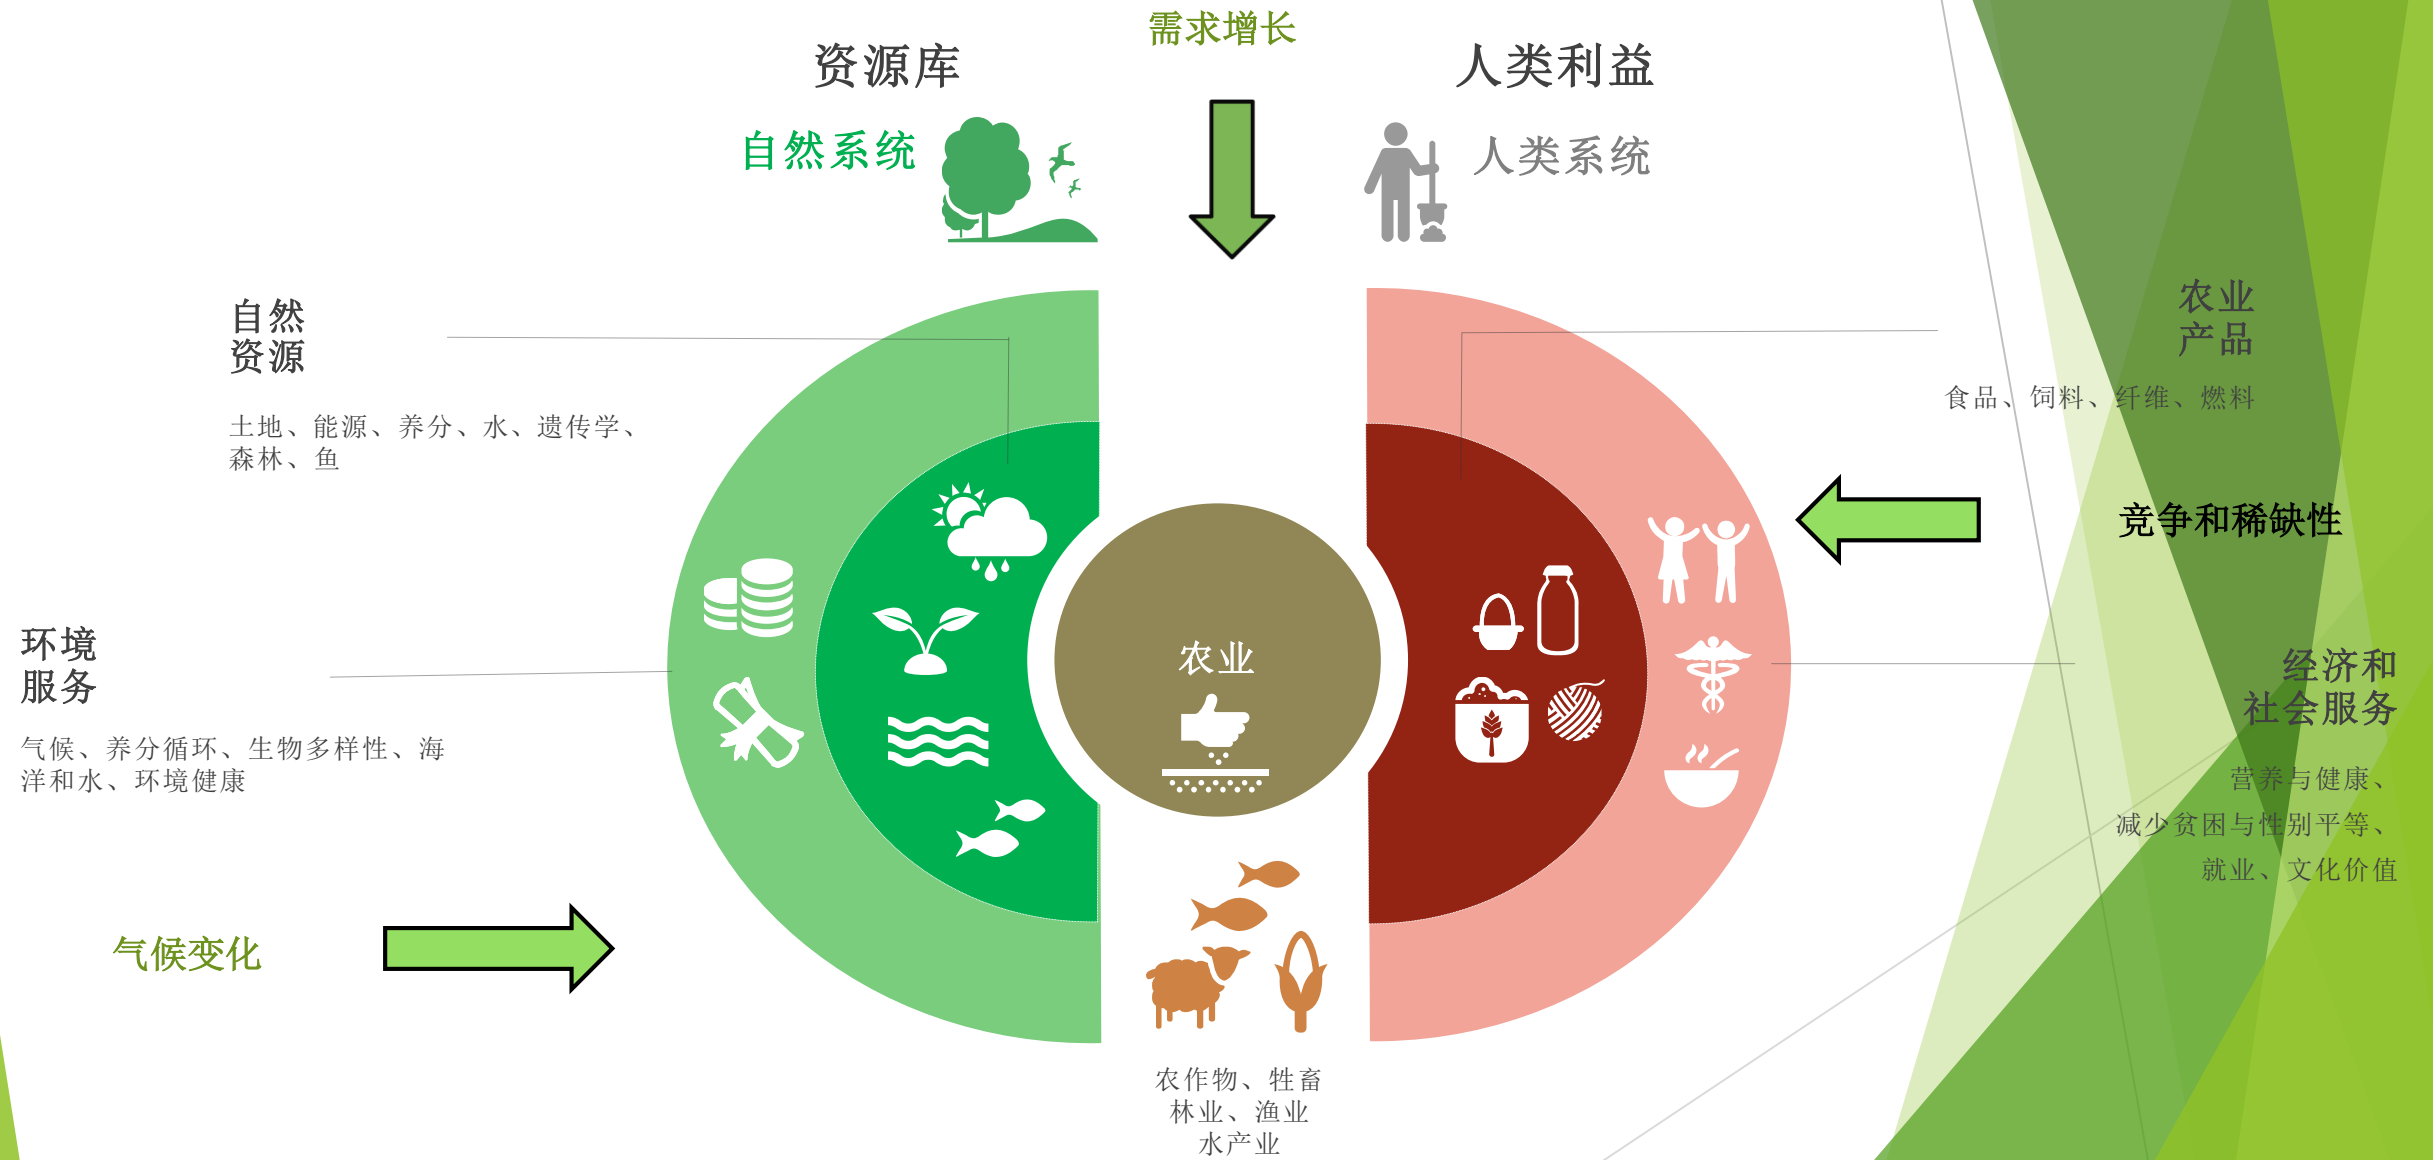 需求增长
资源库
人类利益
自然系统
人类系统
自然
资源
土地、能源、养分、水、遗传学、
森林、鱼
农业
产品
食品、饲料、纤维、燃料
竞争和稀缺性
环境
服务
气候、养分循环、生物多样性、海
洋和水、环境健康
农业
经济和
社会服务
营养与健康、
减少贫困与性别平等、
就业、文化价值
气候变化
农作物、牲畜
林业、渔业
水产业